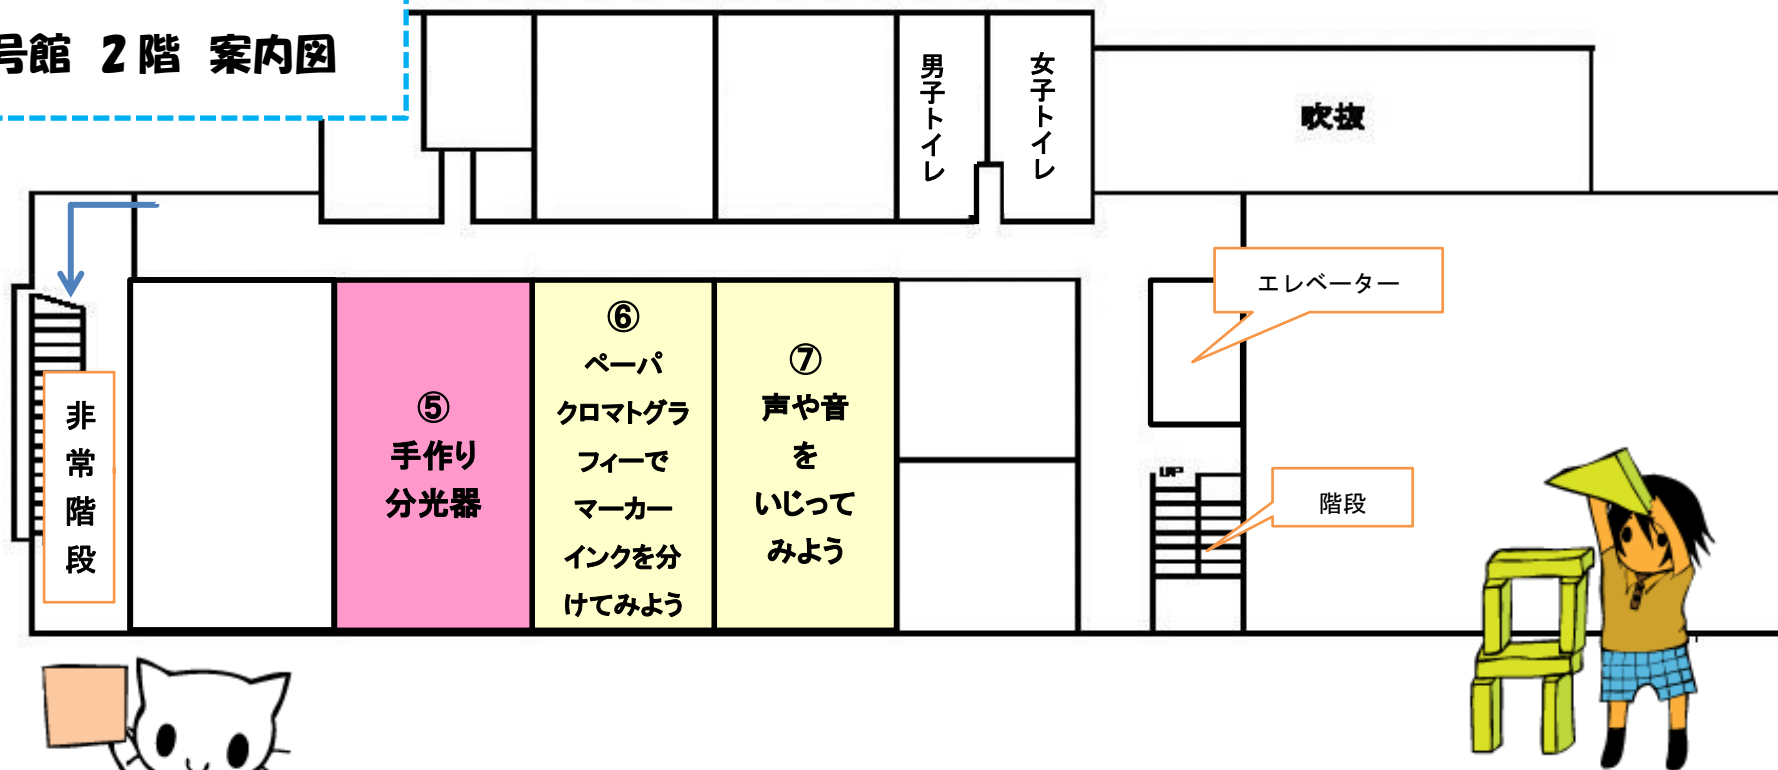 号館 2階 案内図
男子トイレ
女子トイレ
吹抜
エレベーター
⑤
手作り
分光器
⑥
ペーパ
クロマトグラ
フィーで
マーカー
インクを分
けてみよう
⑦
声や音
を
いじって
みよう
非常階段
UP
階段